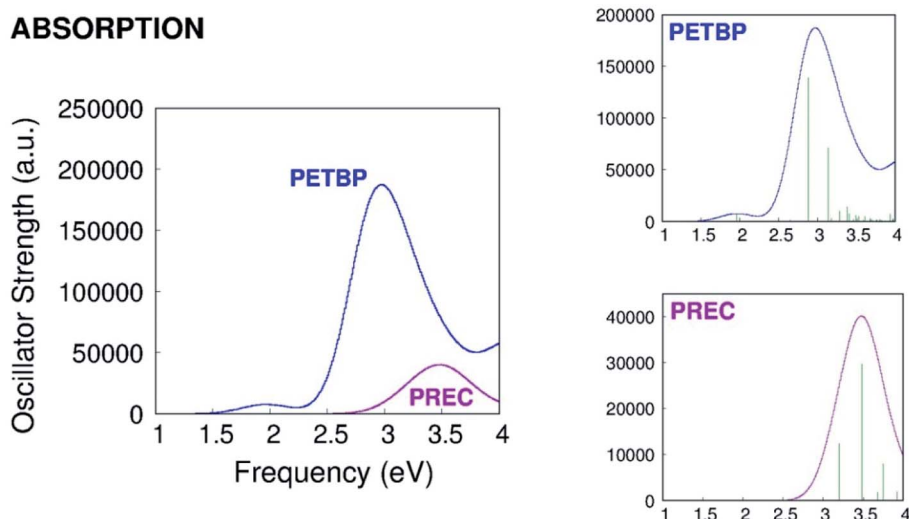 ABSORPTION
Oscillator Strength (a.u.)
250000
200000
150000
100000
50000
0
PETBP
PREC
1 1.5 2 2.5 3 3.5 4
Frequency (eV)
200000
150000
100000
50000
0
PETBP
1 1.5 2 2.5 3 3.5 4
40000
30000
20000
10000
0
PREC
1 1.5 2 2.5 3 3.5 4